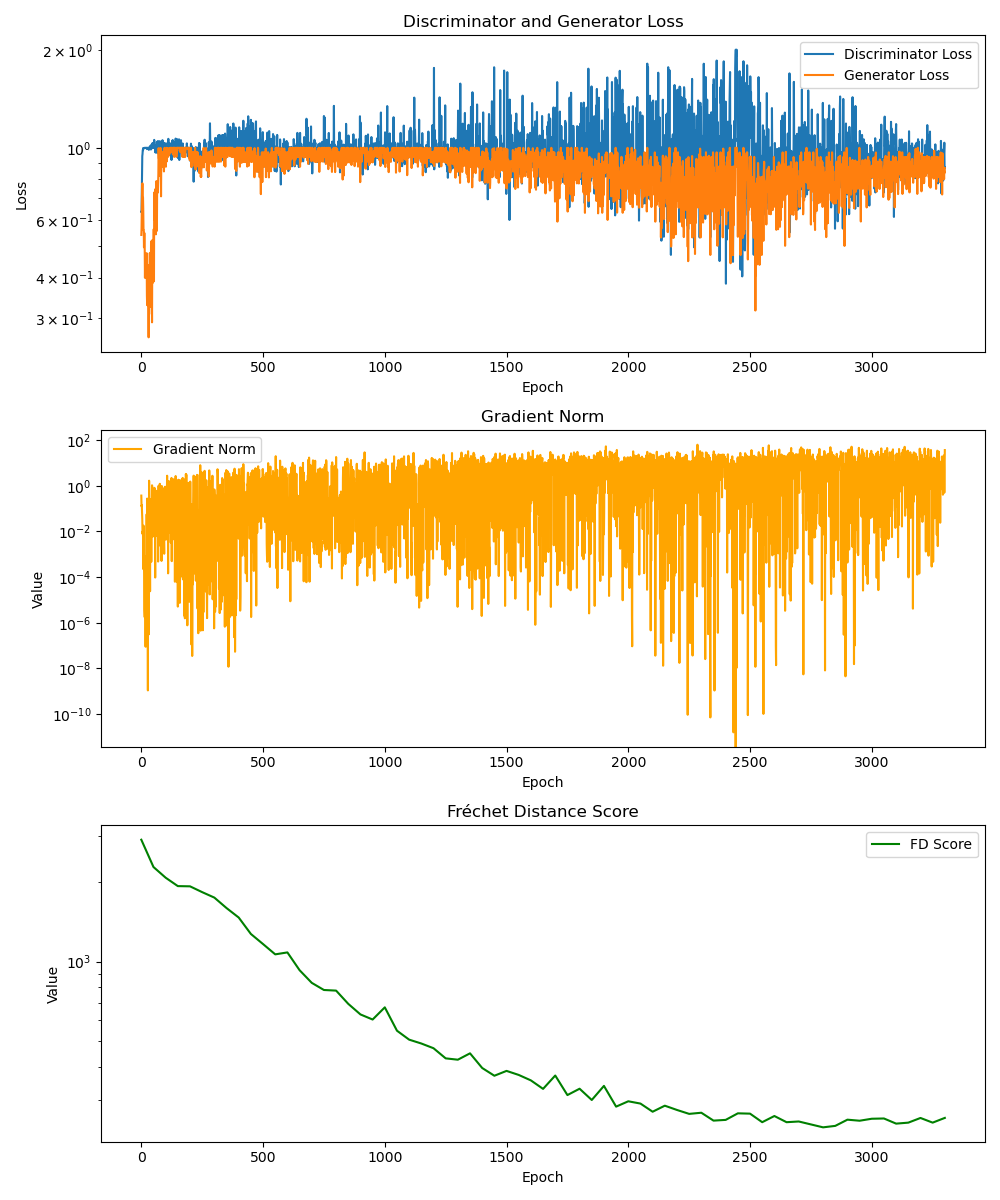 Discriminator and Generator Loss
2 × 10⁰
10⁰
6 × 10⁻¹
4 × 10⁻¹
3 × 10⁻¹
Loss
Discriminator Loss
Generator Loss
0 500 1000 1500 2000 2500 3000
Epoch
Gradient Norm
10²
10⁰
10⁻²
10⁻⁴
10⁻⁶
10⁻⁸
10⁻¹⁰
Value
Gradient Norm
0 500 1000 1500 2000 2500 3000
Epoch
Fréchet Distance Score
10³
Value
FD Score
0 500 1000 1500 2000 2500 3000
Epoch